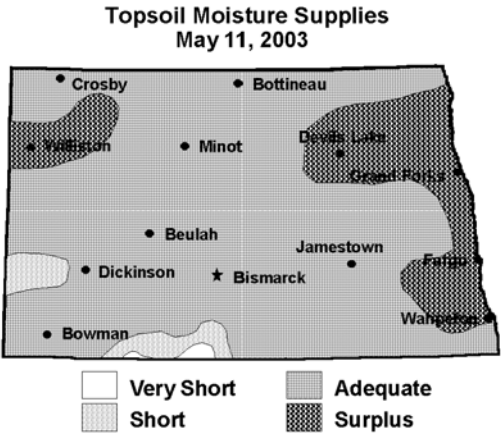 Topsoil Moisture Supplies
May 11, 2003
Crosby
Bottineau
Williston
Minot
Devils Lake
Grand Forks
Beulah
Jamestown
Dickinson
Bismarck
Fargo
Wahpeton
Bowman
Very Short
Adequate
Short
Surplus